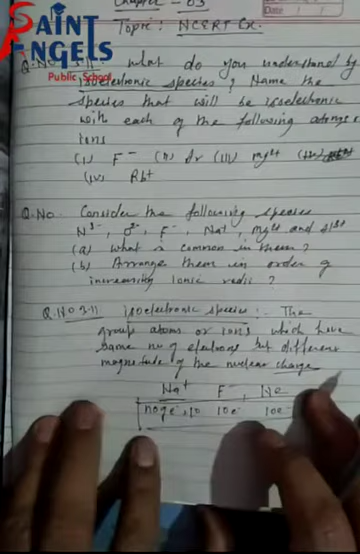 SAINT
ANGELS
Public School
Chapter - 03
Date
Topic: NCERT Ex.
Q.No 3.11 What do you understand by
isoelectronic species? Name the
species that will be isoelectronic
with each of the following atoms
ions
(i) F⁻ (ii) Ar (iii) Mg²⁺
(iv) Rb⁺
Q.No. Consider the following species
N³⁻, O²⁻, F⁻, Na⁺, Mg²⁺ and Al³⁺
(a) What is common in them?
(b) Arrange them in order of
increasing Ionic radii?
Q.No 3.11 isoelectronic species:- The
group atoms or ions which have
same no of electrons but different
magnitude of the nuclear charge
Na⁺ F⁻, Ne
no of e⁻, 10 10e⁻ 10e⁻